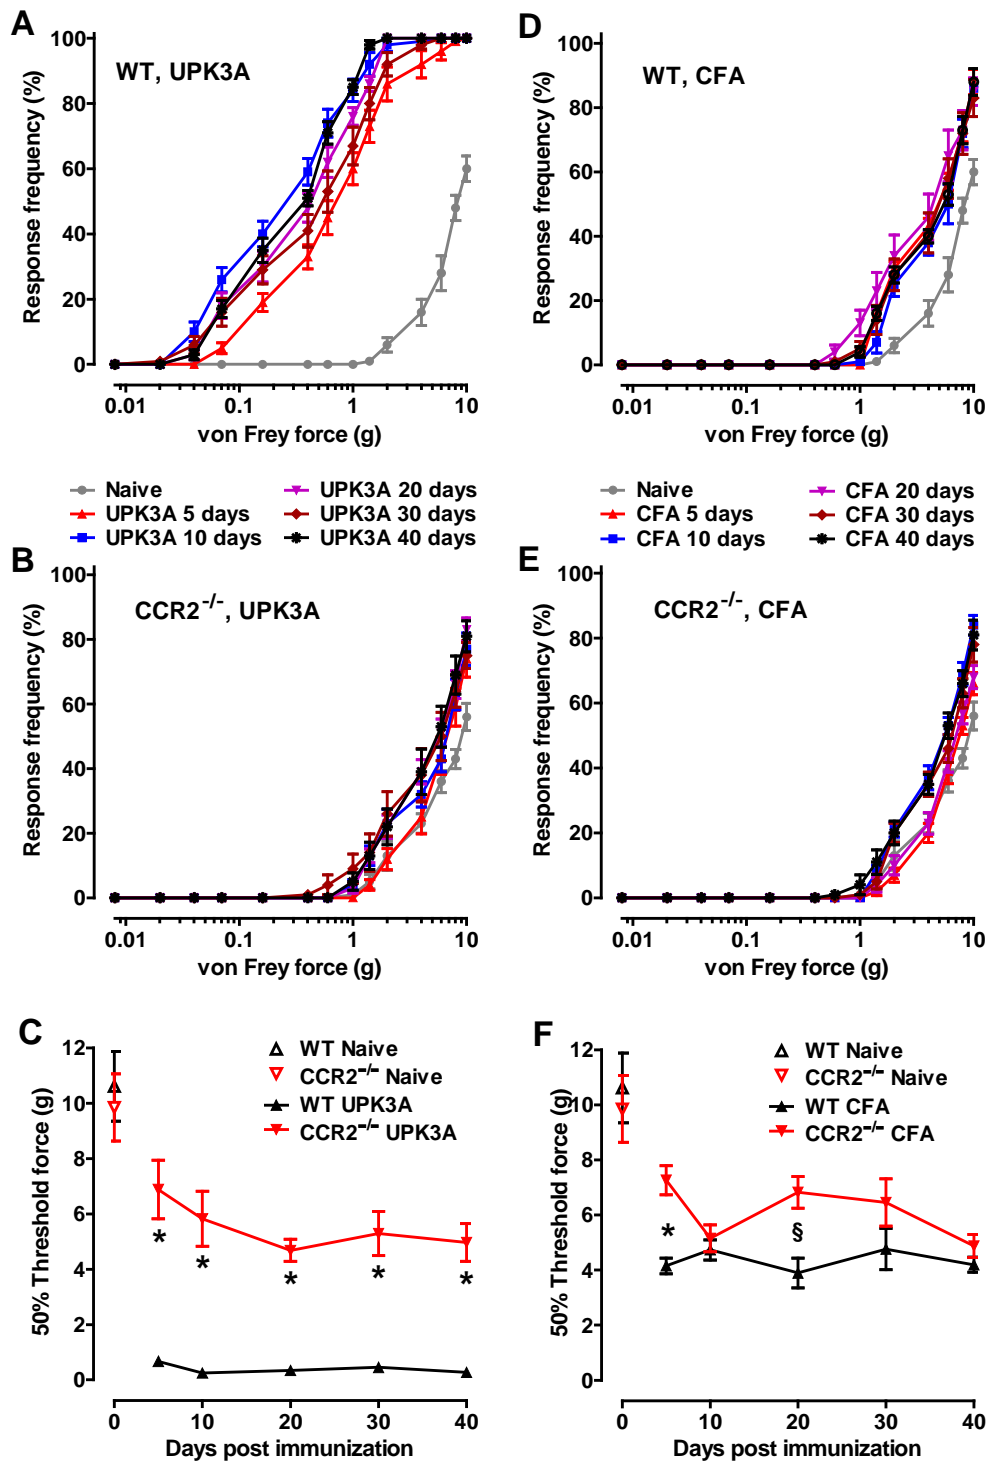 A
WT, UPK3A
Response frequency (%)
100
80
60
40
20
0
0.01 0.1 1 10
von Frey force (g)
D
WT, CFA
Response frequency (%)
100
80
60
40
20
0
0.01 0.1 1 10
von Frey force (g)
Naive
UPK3A 5 days
UPK3A 10 days
UPK3A 20 days
UPK3A 30 days
UPK3A 40 days
Naive
CFA 5 days
CFA 10 days
CFA 20 days
CFA 30 days
CFA 40 days
B
CCR2⁻/⁻, UPK3A
Response frequency (%)
100
80
60
40
20
0
0.01 0.1 1 10
von Frey force (g)
E
CCR2⁻/⁻, CFA
Response frequency (%)
100
80
60
40
20
0
0.01 0.1 1 10
von Frey force (g)
C
WT Naive
CCR2⁻/⁻ Naive
WT UPK3A
CCR2⁻/⁻ UPK3A
50% Threshold force (g)
12
10
8
6
4
2
0
* * * * *
0 10 20 30 40
Days post immunization
F
WT Naive
CCR2⁻/⁻ Naive
WT CFA
CCR2⁻/⁻ CFA
50% Threshold force (g)
12
10
8
6
4
2
0
* §
0 10 20 30 40
Days post immunization